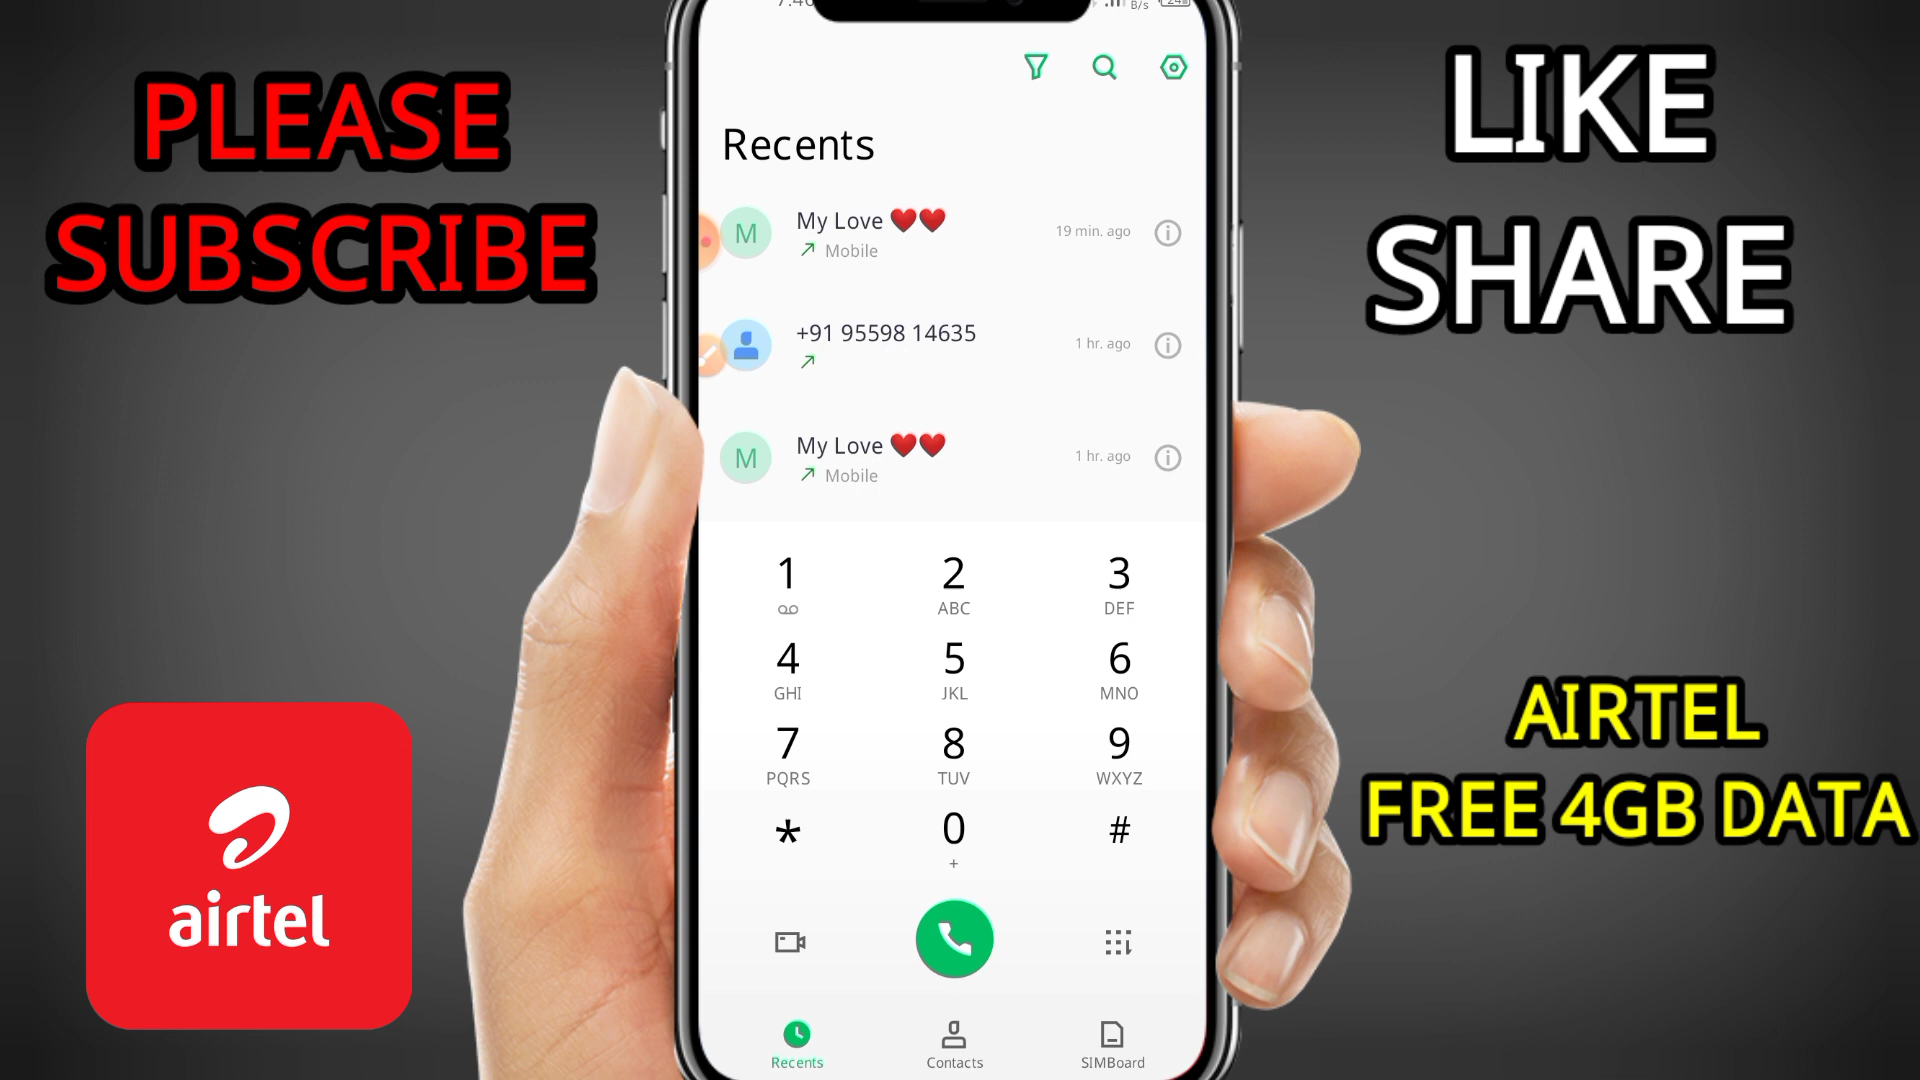 PLEASE
SUBSCRIBE
LIKE
SHARE
B/s
24
Recents
M
My Love ❤❤
Mobile
19 min. ago
+91 95598 14635
1 hr. ago
M
My Love ❤❤
Mobile
1 hr. ago
1
2
ABC
3
DEF
4
GHI
5
JKL
6
MNO
7
PQRS
8
TUV
9
WXYZ
*
0
+
#
Recents
Contacts
SIMBoard
airtel
AIRTEL
FREE 4GB DATA